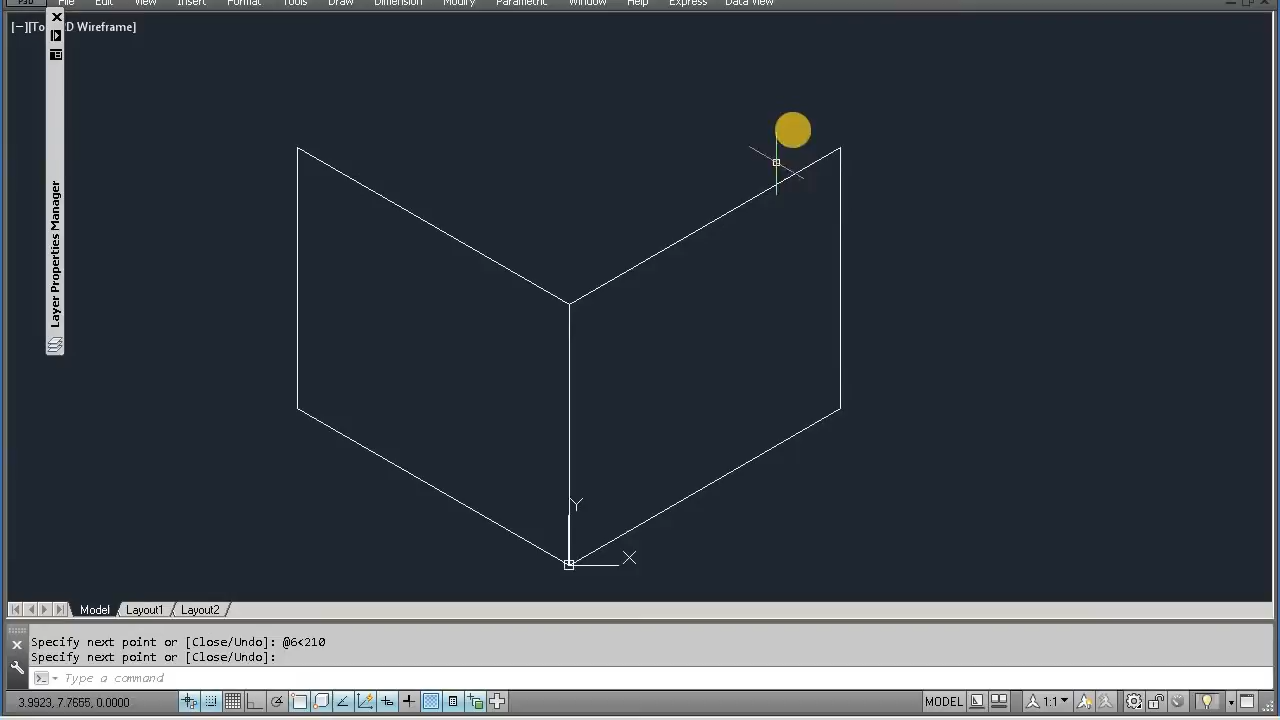 File Edit View Insert Format Tools Draw Dimension Modify Parametric Window Help Express Data View
[−][To D Wireframe]
Layer Properties Manager
Y
X
Model Layout1 Layout2
Specify next point or [Close/Undo]: @6<210
Specify next point or [Close/Undo]:
Type a command
3.9923, 7.7655, 0.0000 MODEL 1:1